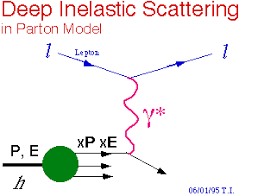 Deep Inelastic Scattering
in Parton Model
l Lepton l
γ*
P, E xP xE
h
06/01/95 T.I.